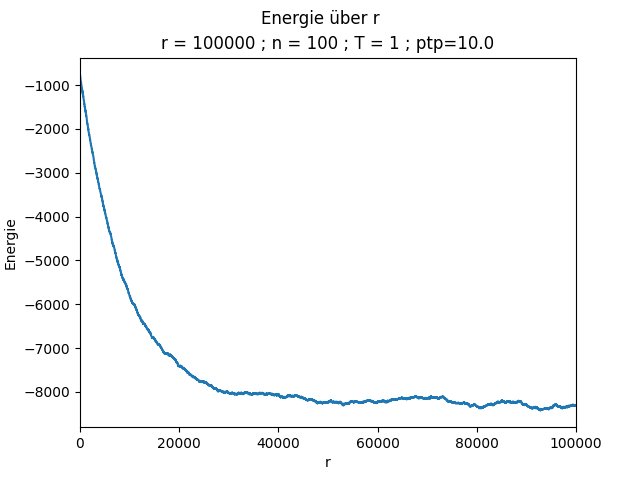 Energie über r
r = 100000 ; n = 100 ; T = 1 ; ptp=10.0
−1000
−2000
−3000
−4000
−5000
−6000
−7000
−8000
Energie
0 20000 40000 60000 80000 100000
r